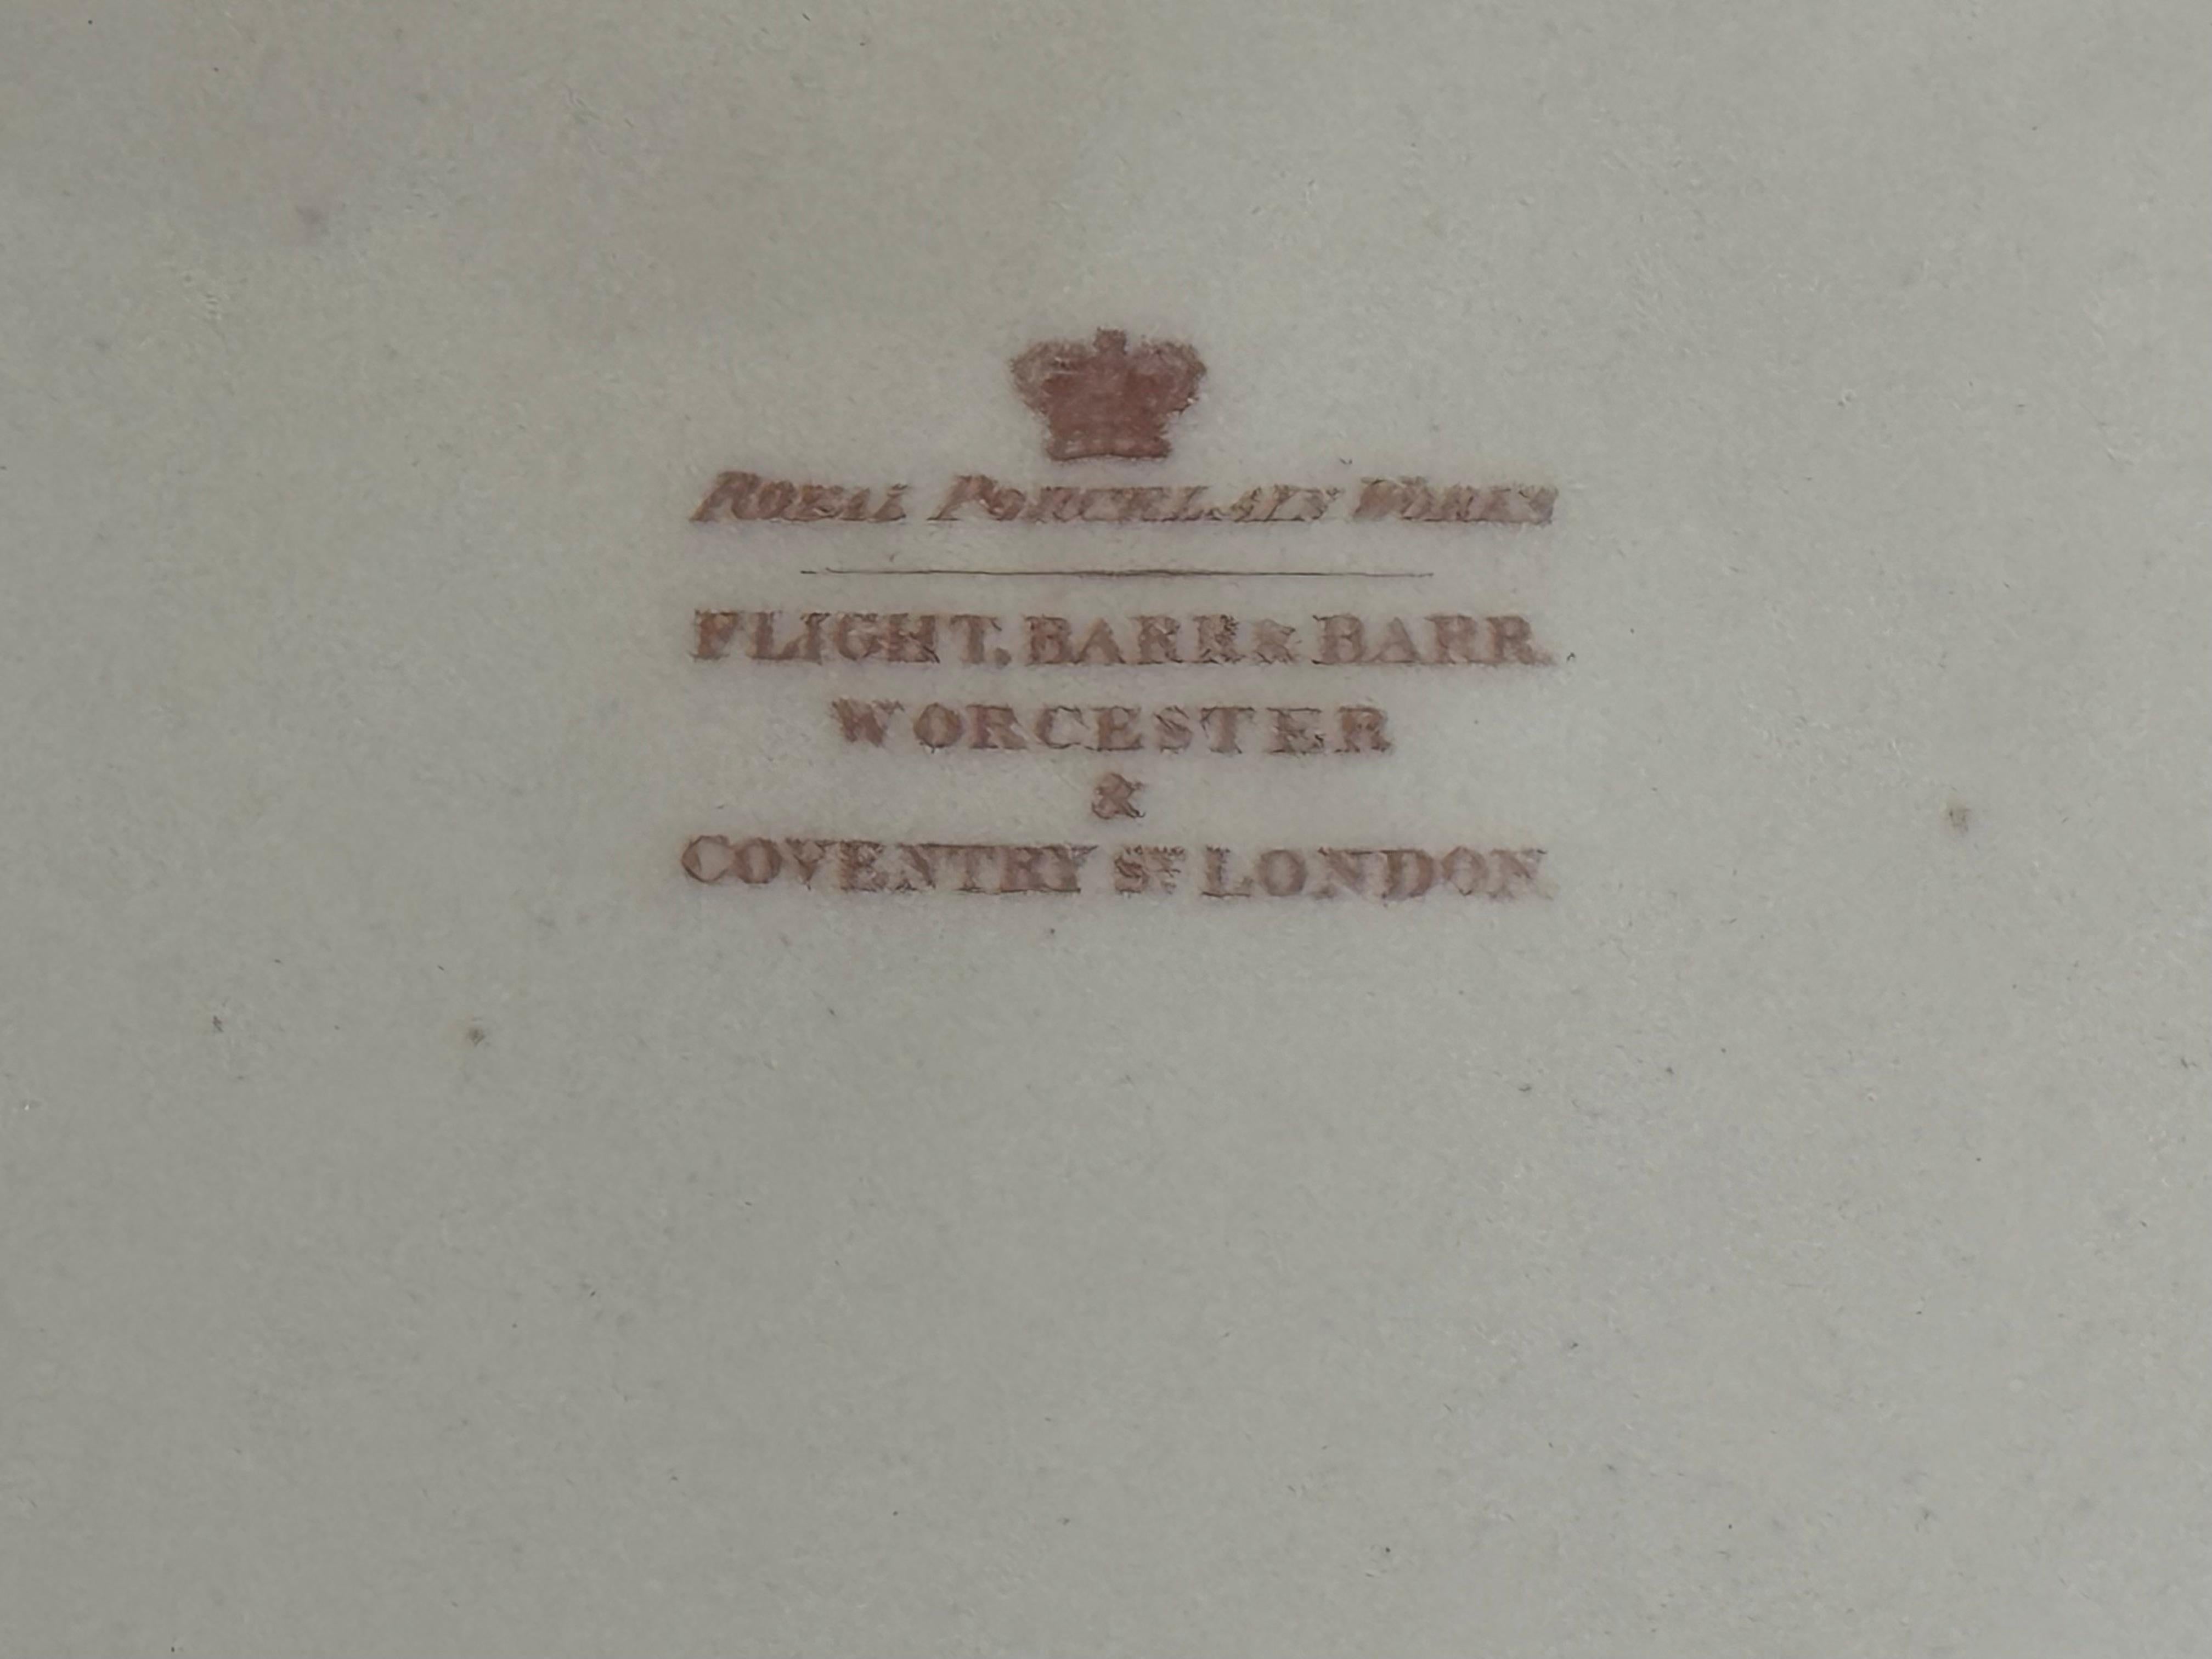 ROYAL PORCELAIN WORKS
FLIGHT, BARR & BARR.
WORCESTER
&
COVENTRY ST LONDON